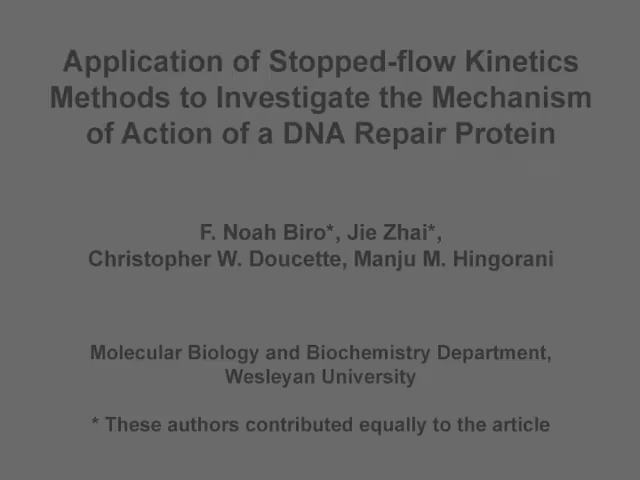 Application of Stopped-flow Kinetics
Methods to Investigate the Mechanism
of Action of a DNA Repair Protein
F. Noah Biro*, Jie Zhai*,
Christopher W. Doucette, Manju M. Hingorani
Molecular Biology and Biochemistry Department,
Wesleyan University
* These authors contributed equally to the article